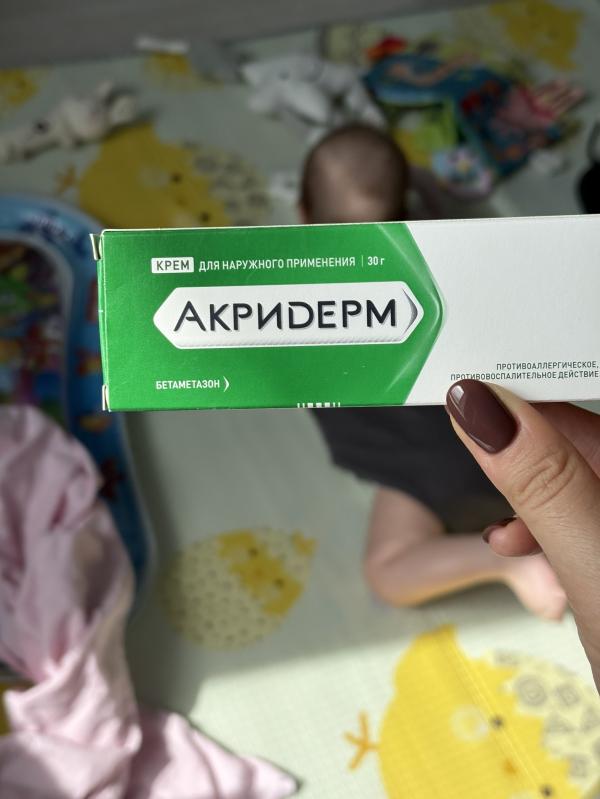 КРЕМ ДЛЯ НАРУЖНОГО ПРИМЕНЕНИЯ | 30 г
АКРИДЕРМ
БЕТАМЕТАЗОН
ПРОТИВОАЛЛЕРГИЧЕСКОЕ,
ПРОТИВОВОСПАЛИТЕЛЬНОЕ ДЕЙСТВИЕ